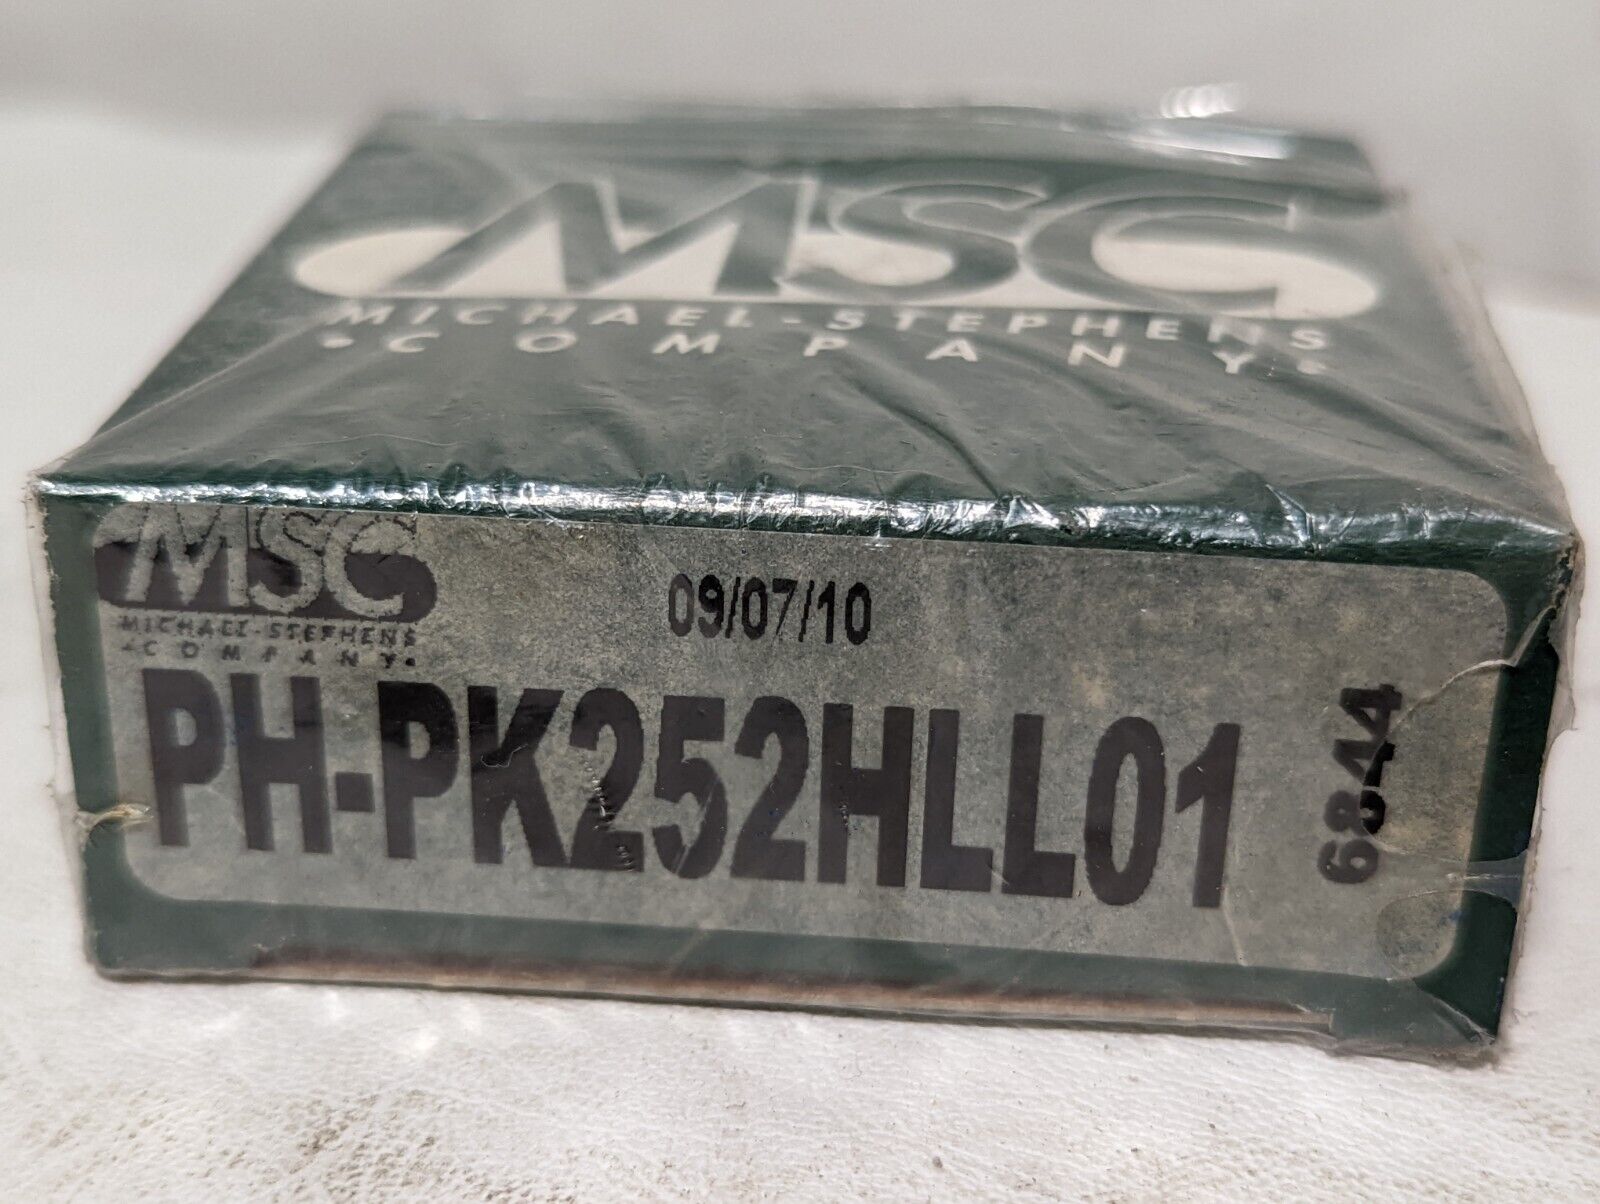 MSC
MICHAEL-STEPHENS
•COMPANY•
MSC
MICHAEL-STEPHENS
•COMPANY•
09/07/10
PH-PK252HLL01
6844